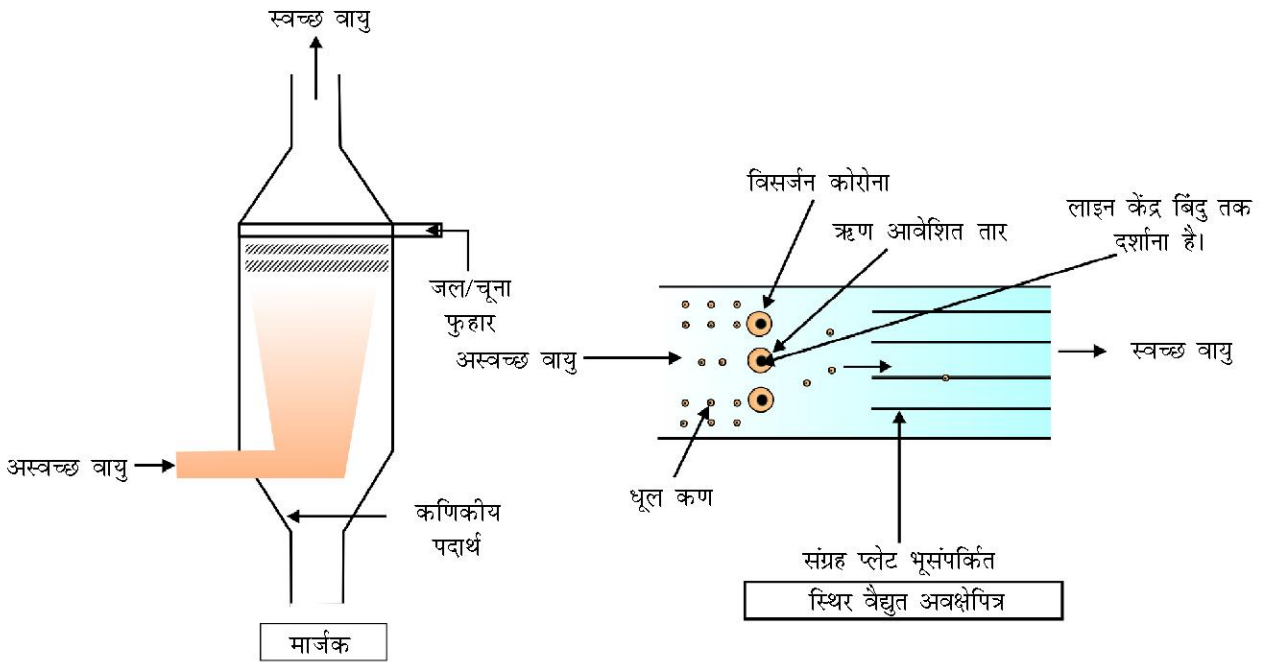 स्वच्छ वायु
जल/चूना
फुहार
अस्वच्छ वायु
कणिकीय
पदार्थ
मार्जक
विसर्जन कोरोना
ऋण आवेशित तार
लाइन केंद्र बिंदु तक
दर्शाना है।
अस्वच्छ वायु
स्वच्छ वायु
धूल कण
संग्रह प्लेट भूसंपर्कित
स्थिर वैद्युत अवक्षेपित्र